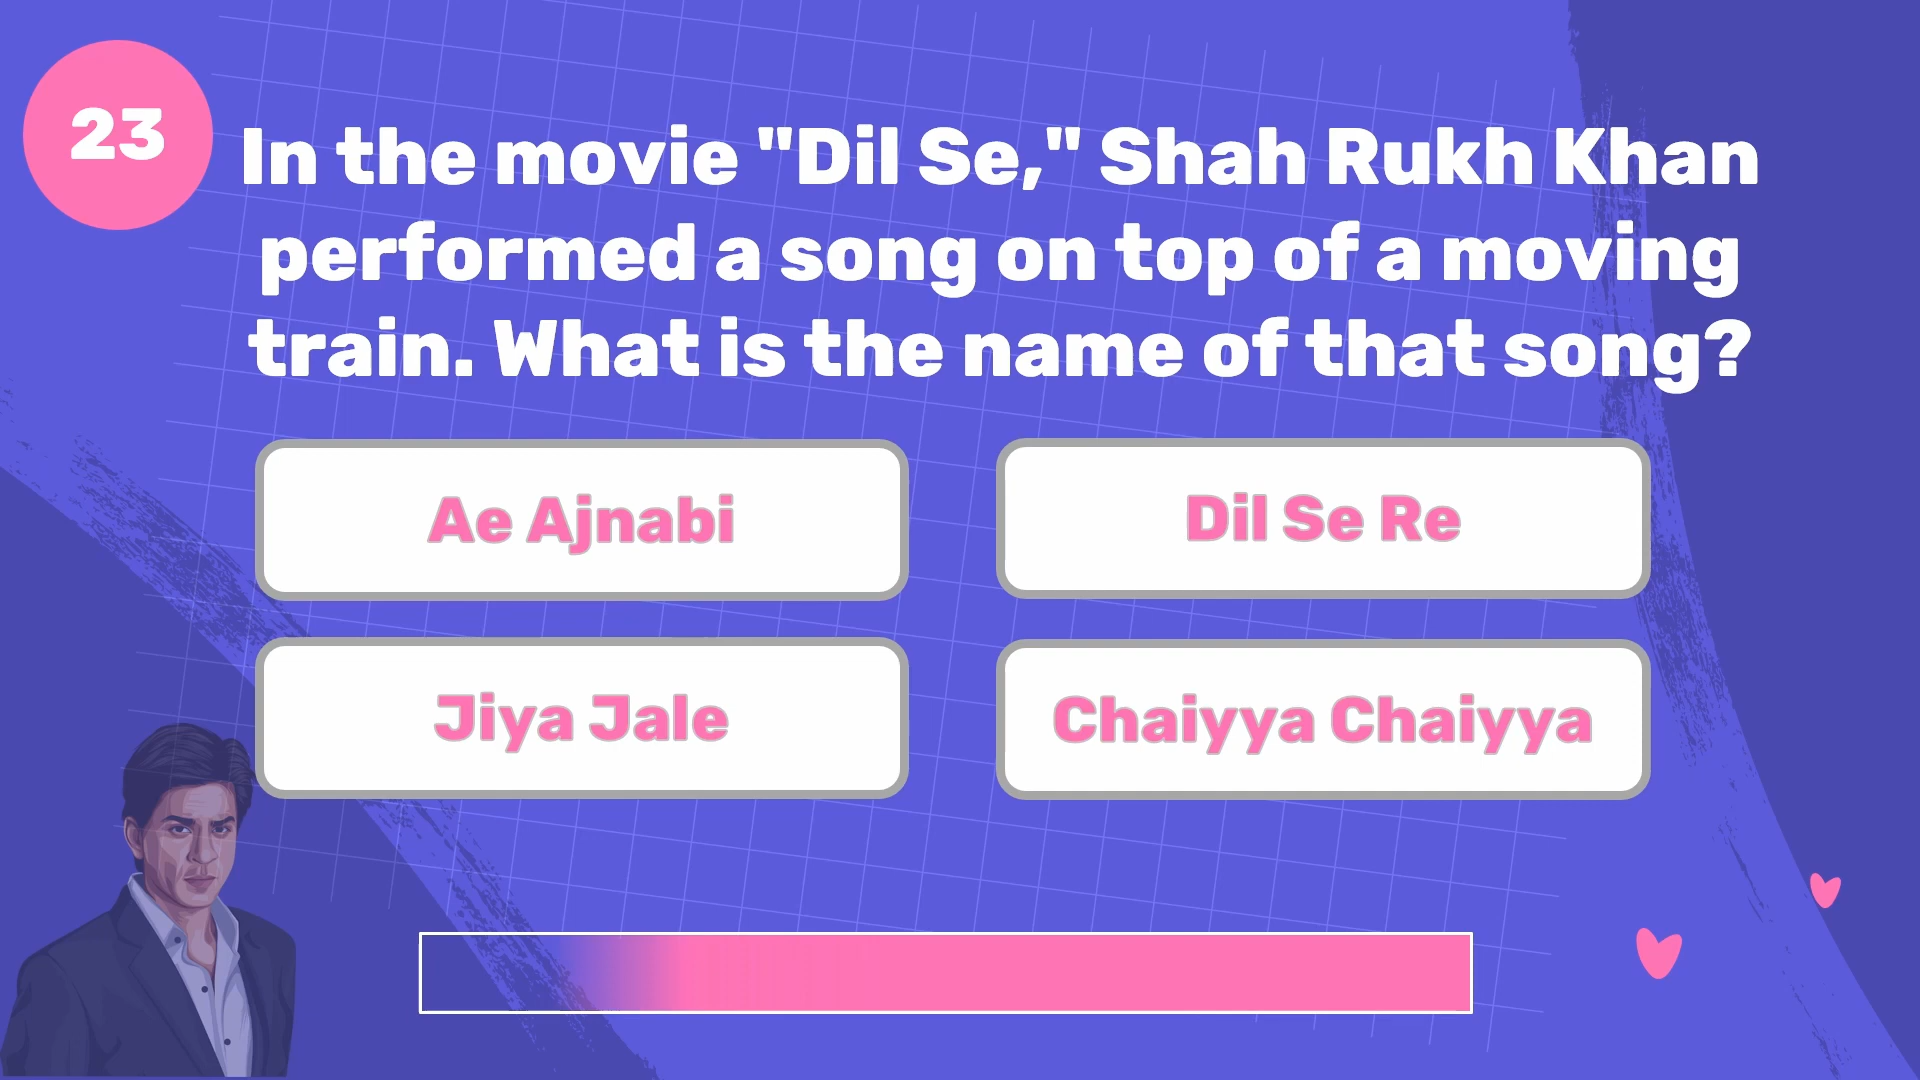 23
In the movie "Dil Se," Shah Rukh Khan
performed a song on top of a moving
train. What is the name of that song?
Ae Ajnabi
Dil Se Re
Jiya Jale
Chaiyya Chaiyya